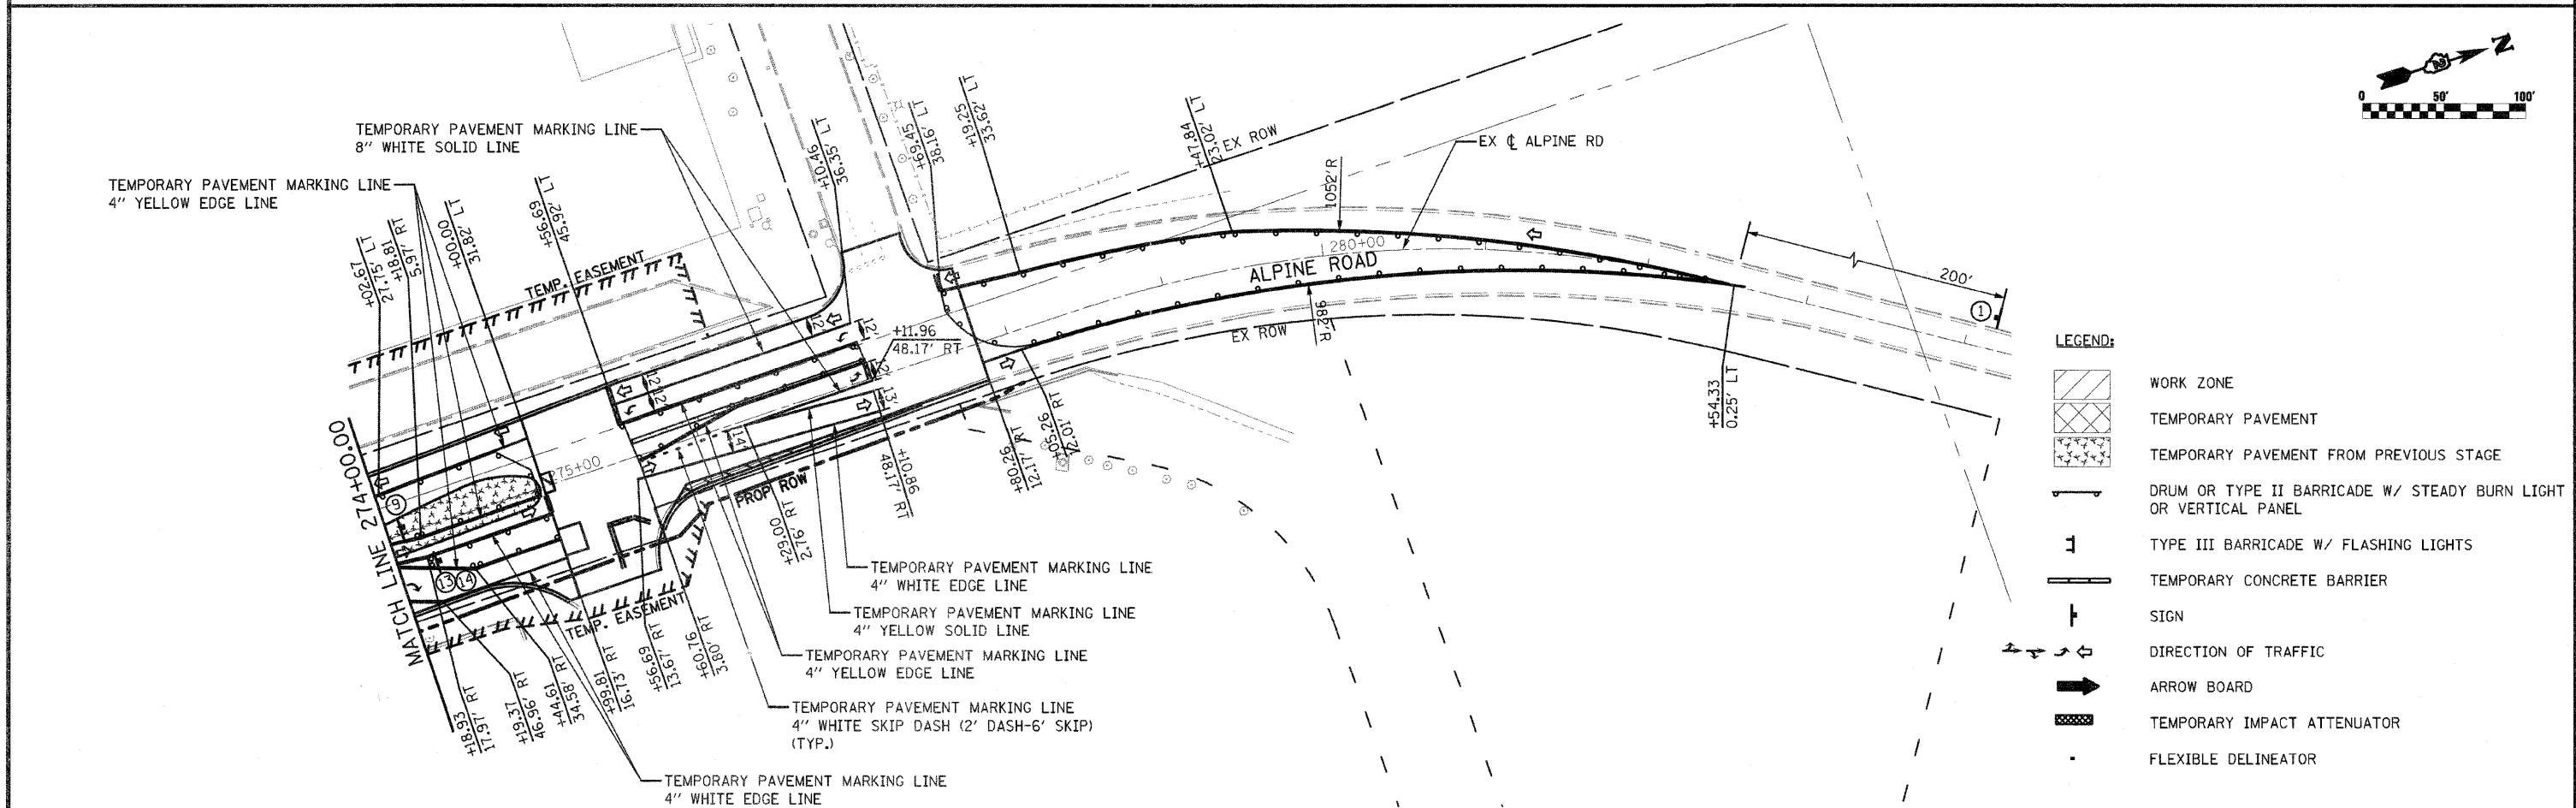 TEMPORARY PAVEMENT MARKING LINE
8" WHITE SOLID LINE
TEMPORARY PAVEMENT MARKING LINE
4" YELLOW EDGE LINE
+02.67
27.75' LT
+18.81
5.97' RT
+00.00
31.82' LT
+56.69
45.92' LT
+10.46
36.35' LT
+69.45
38.16' LT
+19.25
33.62' LT
+47.84
23.02' LT
EX ROW
1052'R
EX ℄ ALPINE RD
280+00
ALPINE ROAD
982'R
EX ROW
200'
1
+54.33
0.25' LT
N
0 50' 100'
TEMP. EASEMENT
12'
12'
12'
+11.96
48.17' RT
12'
12'
13'
14'
MATCH LINE 274+00.00
9
275+00
13 14
PROP ROW
TEMP. EASEMENT
+18.93
17.97' RT
+19.37
46.96' RT
+44.61
34.58' RT
+99.81
16.73' RT
+56.69
13.67' RT
+60.76
3.80' RT
+29.00
2.76' RT
+10.86
48.17' RT
+80.26
12.17' RT
+05.26
12.01' RT
TEMPORARY PAVEMENT MARKING LINE
4" WHITE EDGE LINE
TEMPORARY PAVEMENT MARKING LINE
4" YELLOW SOLID LINE
TEMPORARY PAVEMENT MARKING LINE
4" YELLOW EDGE LINE
TEMPORARY PAVEMENT MARKING LINE
4" WHITE SKIP DASH (2' DASH-6' SKIP)
(TYP.)
TEMPORARY PAVEMENT MARKING LINE
4" WHITE EDGE LINE
LEGEND:
WORK ZONE
TEMPORARY PAVEMENT
TEMPORARY PAVEMENT FROM PREVIOUS STAGE
DRUM OR TYPE II BARRICADE W/ STEADY BURN LIGHT
OR VERTICAL PANEL
TYPE III BARRICADE W/ FLASHING LIGHTS
TEMPORARY CONCRETE BARRIER
SIGN
DIRECTION OF TRAFFIC
ARROW BOARD
TEMPORARY IMPACT ATTENUATOR
FLEXIBLE DELINEATOR